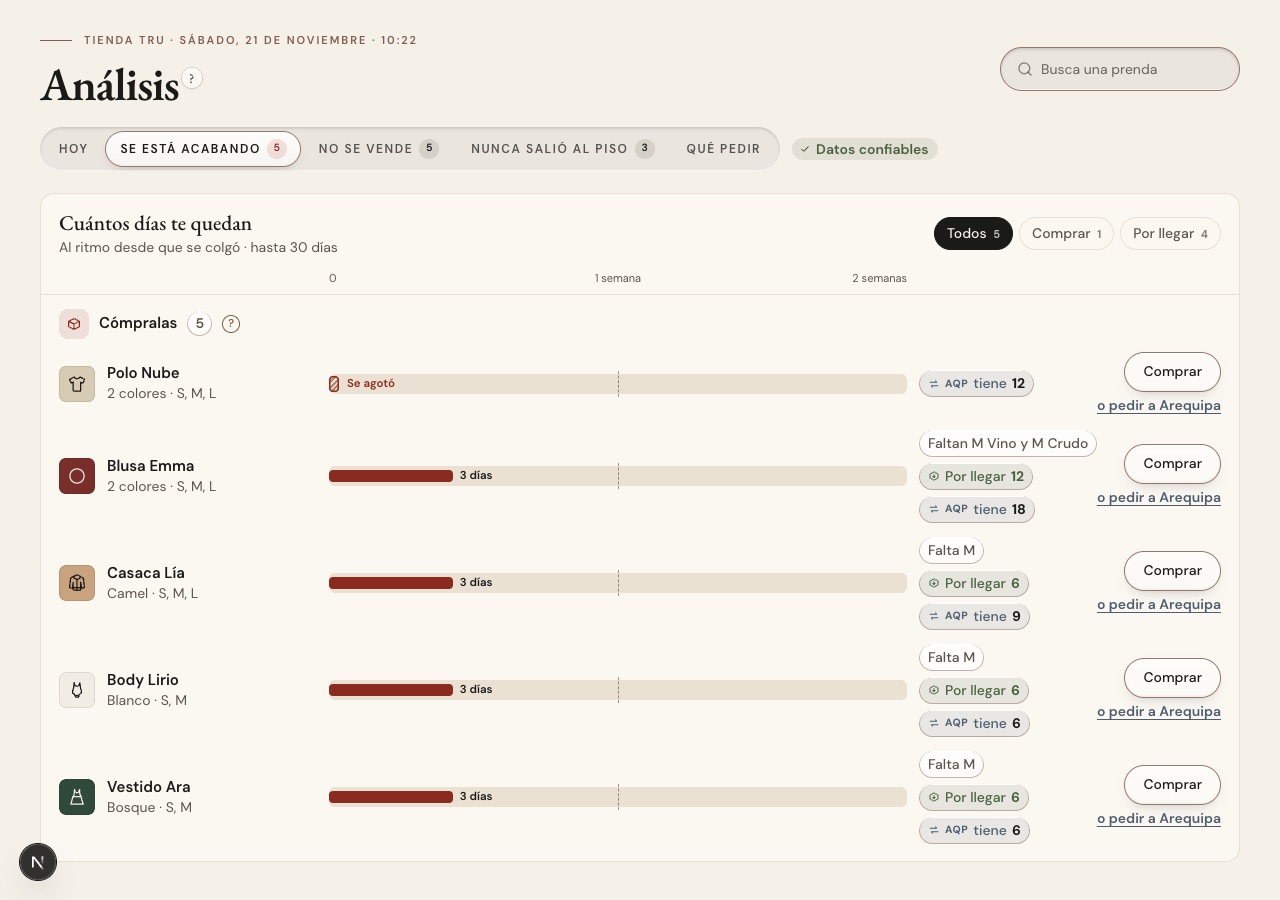 TIENDA TRU · SÁBADO, 21 DE NOVIEMBRE · 10:22
Análisis ?
Busca una prenda
HOY
SE ESTÁ ACABANDO 5
NO SE VENDE 5
NUNCA SALIÓ AL PISO 3
QUÉ PEDIR
Datos confiables
Cuántos días te quedan
Al ritmo desde que se colgó · hasta 30 días
Todos 5
Comprar 1
Por llegar 4
0
1 semana
2 semanas
Cómpralas 5 ?
Polo Nube
2 colores · S, M, L
Se agotó
AQP tiene 12
Comprar
o pedir a Arequipa
Blusa Emma
2 colores · S, M, L
3 días
Faltan M Vino y M Crudo
Por llegar 12
AQP tiene 18
Comprar
o pedir a Arequipa
Casaca Lía
Camel · S, M, L
3 días
Falta M
Por llegar 6
AQP tiene 9
Comprar
o pedir a Arequipa
Body Lirio
Blanco · S, M
3 días
Falta M
Por llegar 6
AQP tiene 6
Comprar
o pedir a Arequipa
Vestido Ara
Bosque · S, M
3 días
Falta M
Por llegar 6
AQP tiene 6
Comprar
o pedir a Arequipa
N